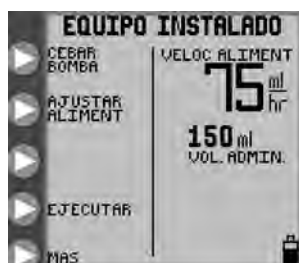 EQUIPO INSTALADO
CEBAR
BOMBA
AJUSTAR
ALIMENT
EJECUTAR
MAS
VELOC ALIMENT
75 ml
hr
150 ml
VOL. ADMIN.